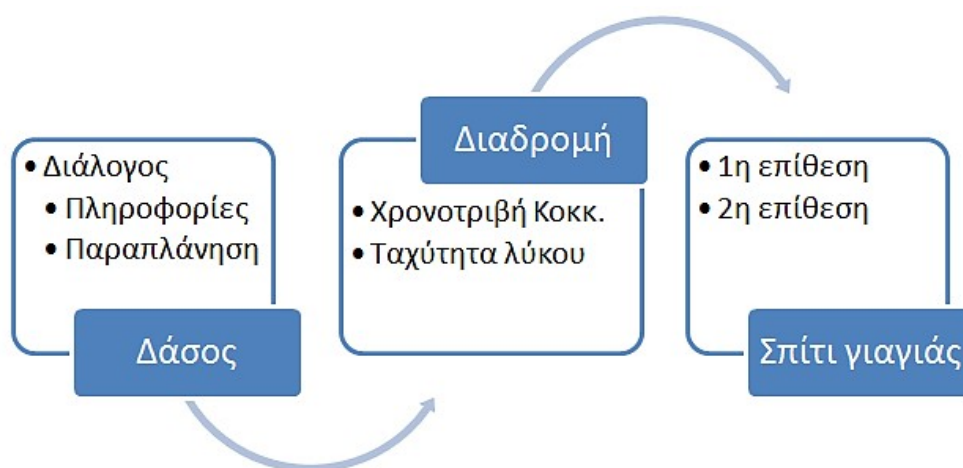 • Διάλογος
• Πληροφορίες
• Παραπλάνηση
Δάσος
Διαδρομή
• Χρονοτριβή Κοκκ.
• Ταχύτητα λύκου
• 1η επίθεση
• 2η επίθεση
Σπίτι γιαγιάς